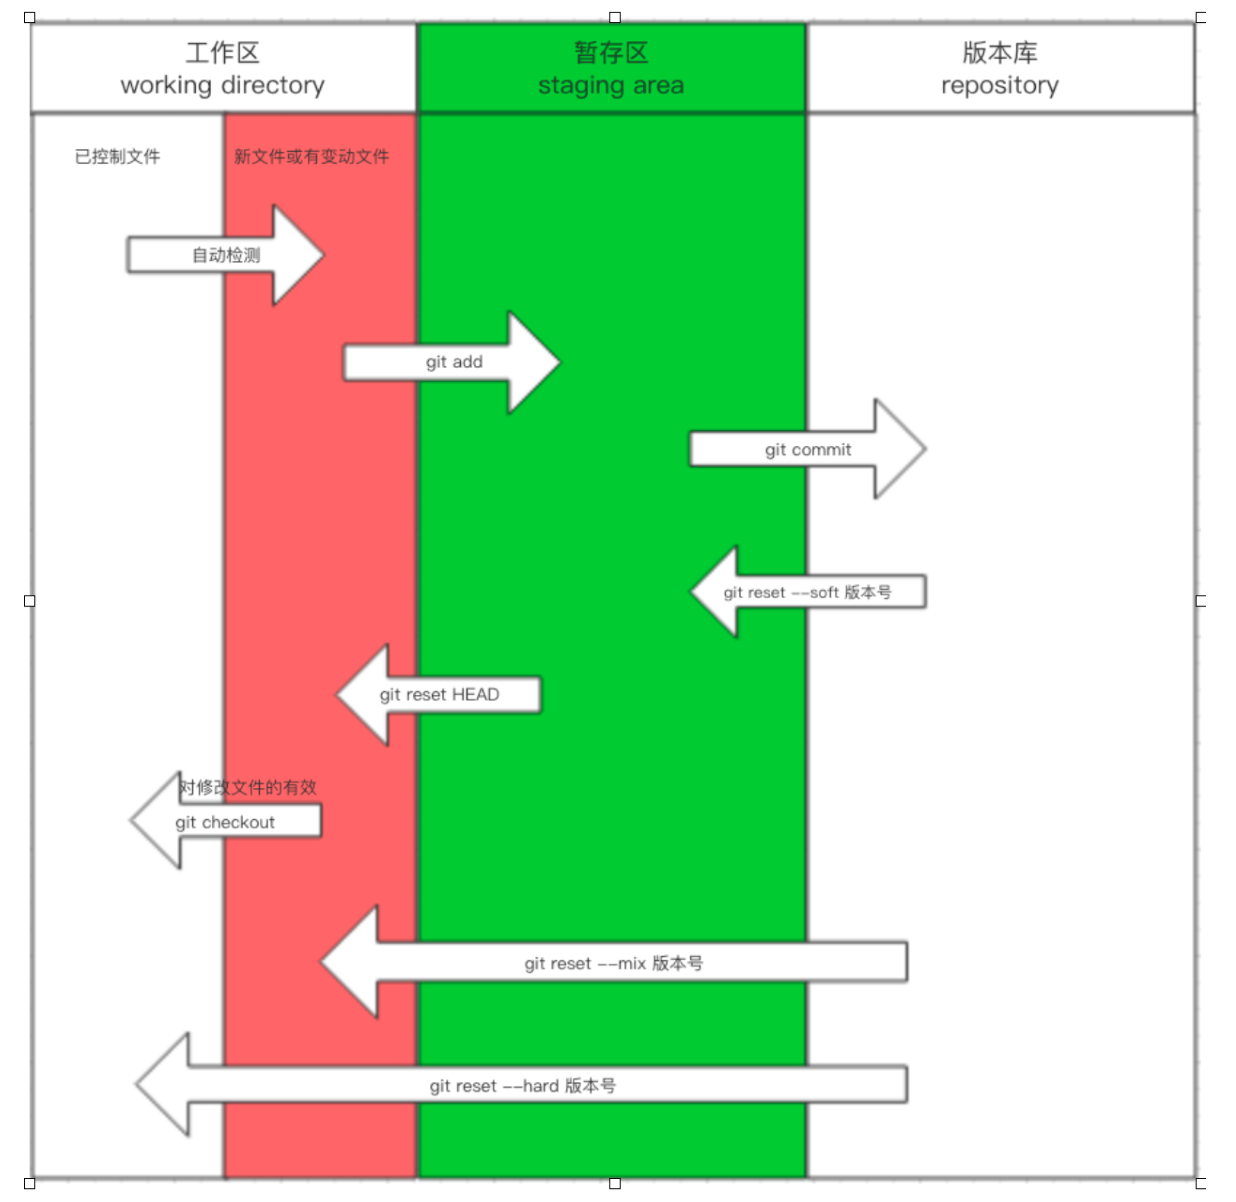 工作区
working directory
暂存区
staging area
版本库
repository
已控制文件
新文件或有变动文件
自动检测
git add
git commit
git reset --soft 版本号
git reset HEAD
对修改文件的有效
git checkout
git reset --mix 版本号
git reset --hard 版本号